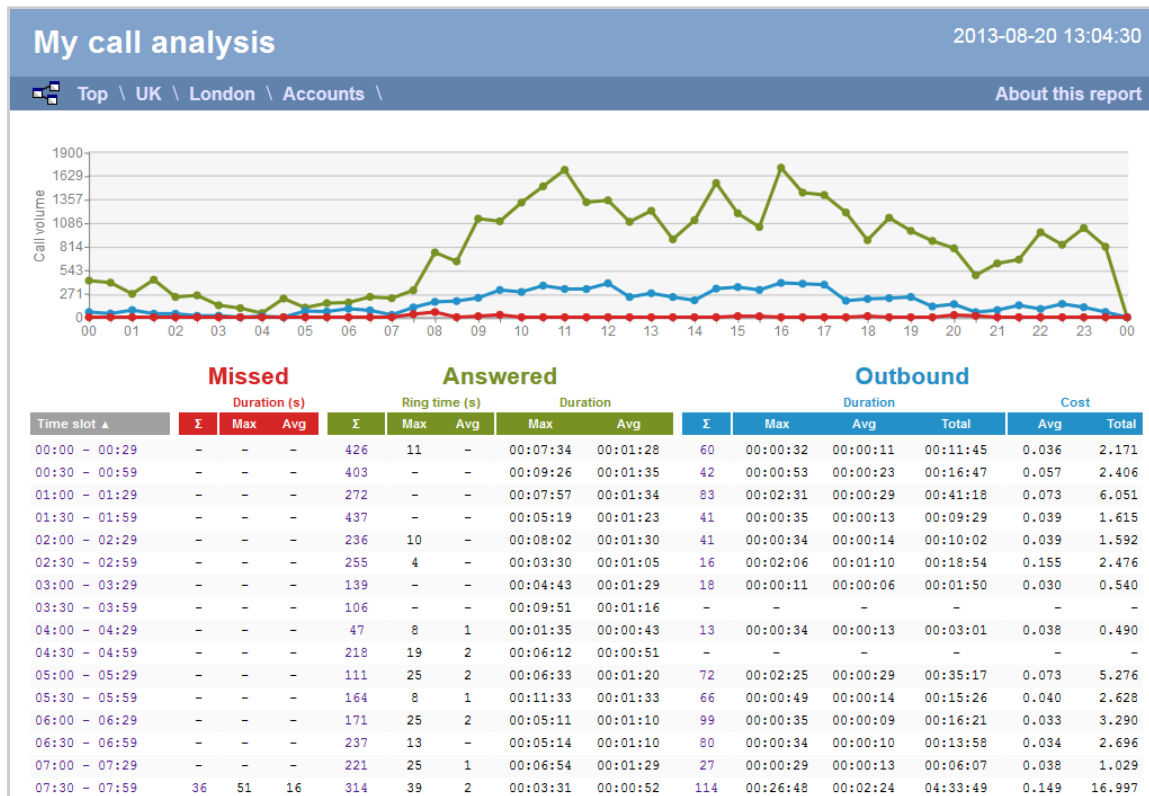 My call analysis 2013-08-20 13:04:30
Top \ UK \ London \ Accounts \ About this report
1900
1629
1357
1086
814
543
271
0
Call volume
00 01 02 03 04 05 06 07 08 09 10 11 12 13 14 15 16 17 18 19 20 21 22 23 00
Missed Answered Outbound
Duration (s) Ring time (s) Duration Duration Cost
Time slot ▲ Σ Max Avg Σ Max Avg Max Avg Σ Max Avg Total Avg Total
00:00 - 00:29 - - - 426 11 - 00:07:34 00:01:28 60 00:00:32 00:00:11 00:11:45 0.036 2.171
00:30 - 00:59 - - - 403 - - 00:09:26 00:01:35 42 00:00:53 00:00:23 00:16:47 0.057 2.406
01:00 - 01:29 - - - 272 - - 00:07:57 00:01:34 83 00:02:31 00:00:29 00:41:18 0.073 6.051
01:30 - 01:59 - - - 437 - - 00:05:19 00:01:23 41 00:00:35 00:00:13 00:09:29 0.039 1.615
02:00 - 02:29 - - - 236 10 - 00:08:02 00:01:30 41 00:00:34 00:00:14 00:10:02 0.039 1.592
02:30 - 02:59 - - - 255 4 - 00:03:30 00:01:05 16 00:02:06 00:01:10 00:18:54 0.155 2.476
03:00 - 03:29 - - - 139 - - 00:04:43 00:01:29 18 00:00:11 00:00:06 00:01:50 0.030 0.540
03:30 - 03:59 - - - 106 - - 00:09:51 00:01:16 - - - - - -
04:00 - 04:29 - - - 47 8 1 00:01:35 00:00:43 13 00:00:34 00:00:13 00:03:01 0.038 0.490
04:30 - 04:59 - - - 218 19 2 00:06:12 00:00:51 - - - - - -
05:00 - 05:29 - - - 111 25 2 00:06:33 00:01:20 72 00:02:25 00:00:29 00:35:17 0.073 5.276
05:30 - 05:59 - - - 164 8 1 00:11:33 00:01:33 66 00:00:49 00:00:14 00:15:26 0.040 2.628
06:00 - 06:29 - - - 171 25 2 00:05:11 00:01:10 99 00:00:35 00:00:09 00:16:21 0.033 3.290
06:30 - 06:59 - - - 237 13 - 00:05:14 00:01:10 80 00:00:34 00:00:10 00:13:58 0.034 2.696
07:00 - 07:29 - - - 221 25 1 00:06:54 00:01:29 27 00:00:29 00:00:13 00:06:07 0.038 1.029
07:30 - 07:59 36 51 16 314 39 2 00:03:31 00:00:52 114 00:26:48 00:02:24 04:33:49 0.149 16.997